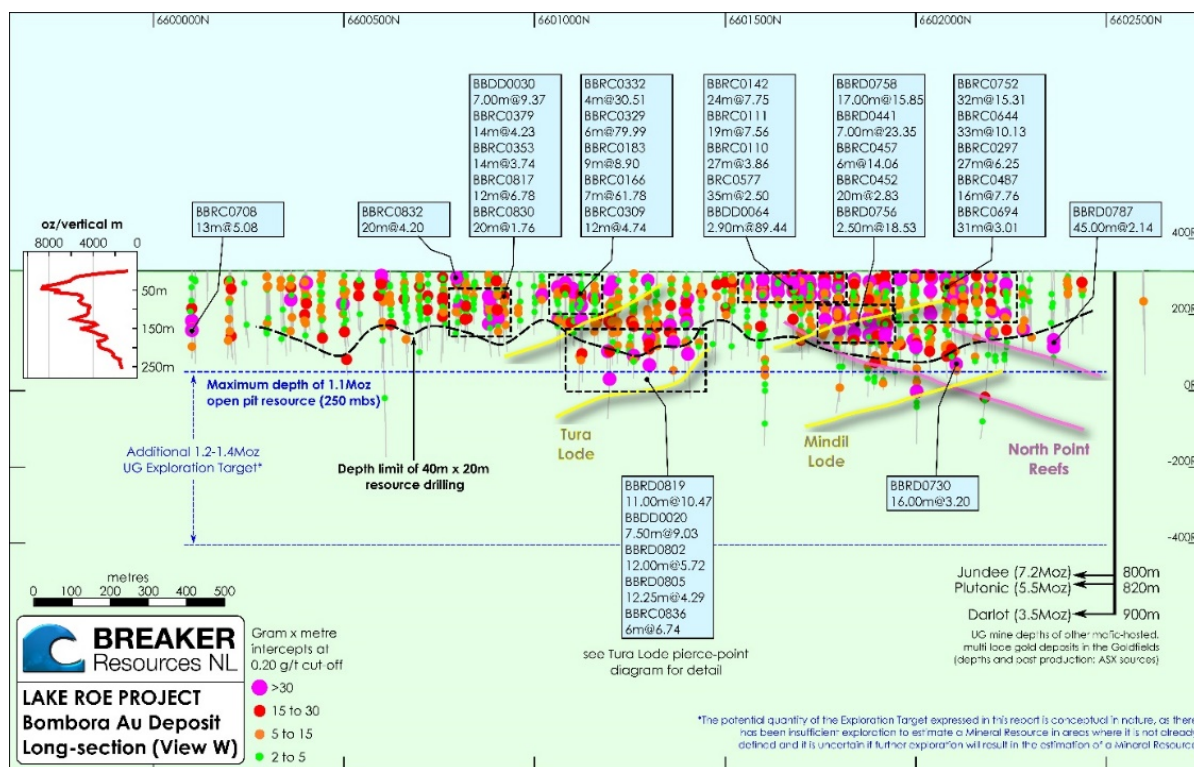 6600000N
6600500N
6601000N
6601500N
6602000N
6602500N
BBDD0030
7.00m@9.37
BBRC0379
14m@4.23
BBRC0353
14m@3.74
BBRC0817
12m@6.78
BBRC0830
20m@1.76
BBRC0332
4m@30.51
BBRC0329
6m@79.99
BBRC0183
9m@8.90
BBRC0166
7m@61.78
BBRC0309
12m@4.74
BBRC0142
24m@7.75
BBRC0111
19m@7.56
BBRC0110
27m@3.86
BRC0577
35m@2.50
BBDD0064
2.90m@89.44
BBRD0758
17.00m@15.85
BBRD0441
7.00m@23.35
BBRC0457
6m@14.06
BBRC0452
20m@2.83
BBRD0756
2.50m@18.53
BBRC0752
32m@15.31
BBRC0644
33m@10.13
BBRC0297
27m@6.25
BBRC0487
16m@7.76
BBRC0694
31m@3.01
BBRC0708
13m@5.08
BBRC0832
20m@4.20
BBRD0787
45.00m@2.14
oz/vertical m
8000 4000 0
50m
150m
250m
400R
200R
0R
-200R
-400R
Maximum depth of 1.1Moz
open pit resource (250 mbs)
Additional 1.2-1.4Moz
UG Exploration Target*
Depth limit of 40m x 20m
resource drilling
Tura
Lode
Mindil
Lode
North Point
Reefs
BBRD0819
11.00m@10.47
BBDD0020
7.50m@9.03
BBRD0802
12.00m@5.72
BBRD0805
12.25m@4.29
BBRC0836
6m@6.74
see Tura Lode pierce-point
diagram for detail
BBRD0730
16.00m@3.20
Jundee (7.2Moz) 800m
Plutonic (5.5Moz) 820m
Darlot (3.5Moz) 900m
UG mine depths of other mafic-hosted,
multi lode gold deposits in the Goldfields
(depths and past production: ASX sources)
metres
0 100 200 300 400 500
BREAKER
Resources NL
LAKE ROE PROJECT
Bombora Au Deposit
Long-section (View W)
Gram x metre
intercepts at
0.20 g/t cut-off
>30
15 to 30
5 to 15
2 to 5
*The potential quantity of the Exploration Target expressed in this report is conceptual in nature, as there
has been insufficient exploration to estimate a Mineral Resource in areas where it is not already
defined and it is uncertain if further exploration will result in the estimation of a Mineral Resource